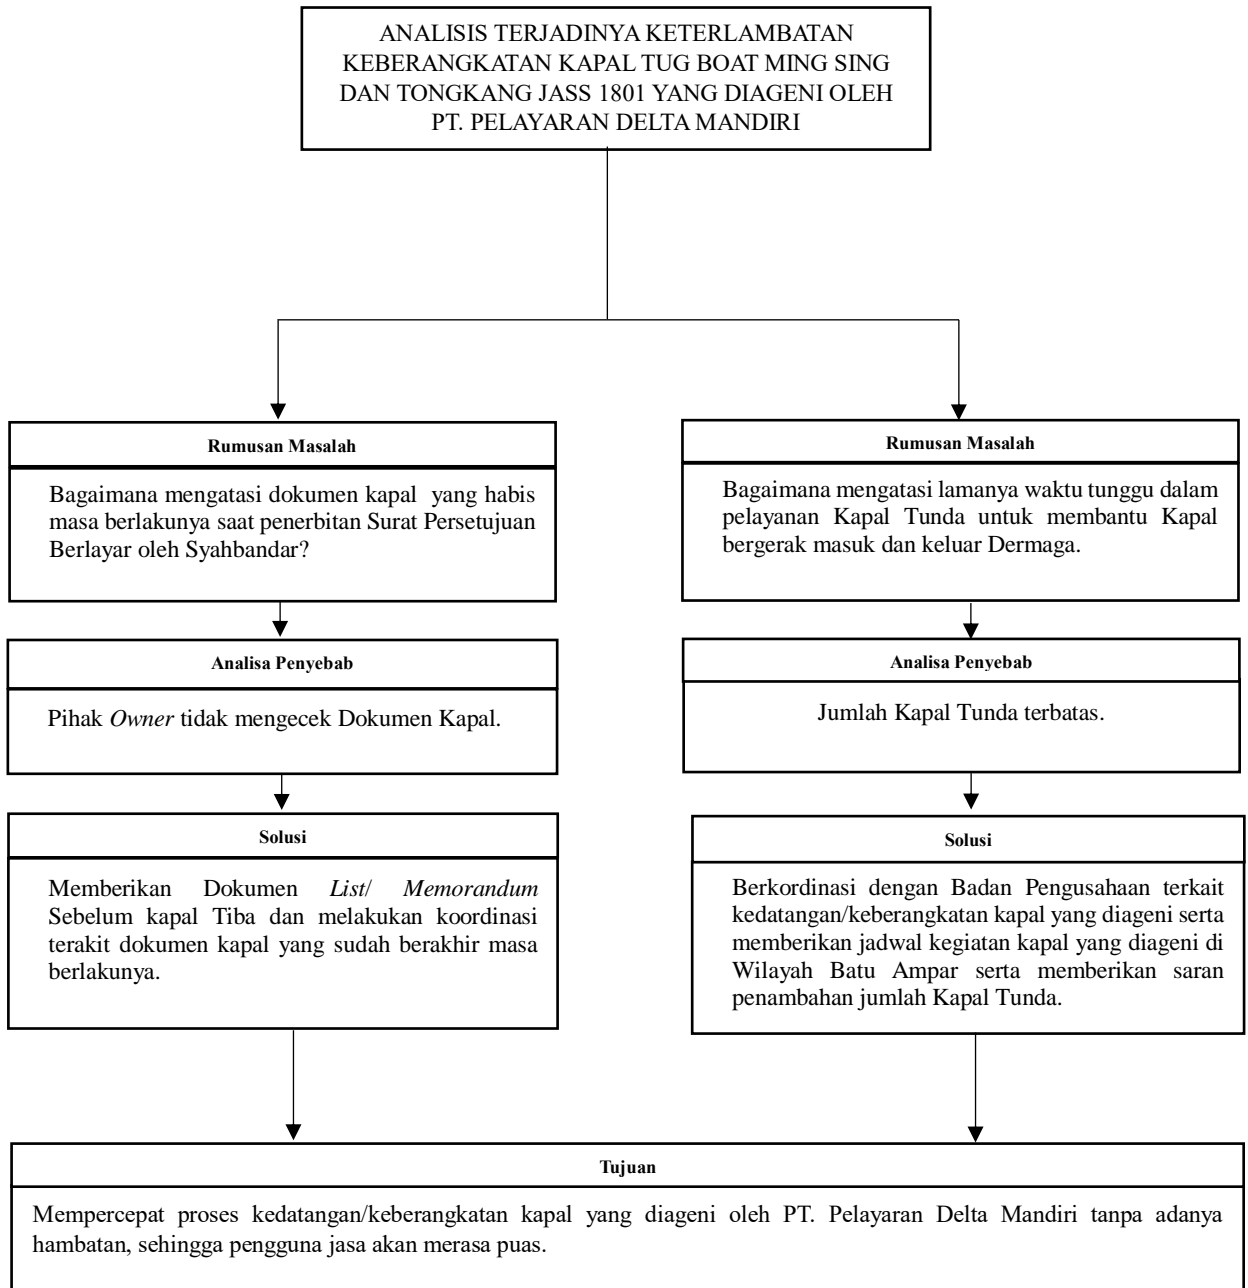 ANALISIS TERJADINYA KETERLAMBATAN
KEBERANGKATAN KAPAL TUG BOAT MING SING
DAN TONGKANG JASS 1801 YANG DIAGENI OLEH
PT. PELAYARAN DELTA MANDIRI
Rumusan Masalah
Bagaimana mengatasi dokumen kapal yang habis
masa berlakunya saat penerbitan Surat Persetujuan
Berlayar oleh Syahbandar?
Rumusan Masalah
Bagaimana mengatasi lamanya waktu tunggu dalam
pelayanan Kapal Tunda untuk membantu Kapal
bergerak masuk dan keluar Dermaga.
Analisa Penyebab
Pihak Owner tidak mengecek Dokumen Kapal.
Analisa Penyebab
Jumlah Kapal Tunda terbatas.
Solusi
Memberikan Dokumen List/ Memorandum
Sebelum kapal Tiba dan melakukan koordinasi
terakit dokumen kapal yang sudah berakhir masa
berlakunya.
Solusi
Berkordinasi dengan Badan Pengusahaan terkait
kedatangan/keberangkatan kapal yang diageni serta
memberikan jadwal kegiatan kapal yang diageni di
Wilayah Batu Ampar serta memberikan saran
penambahan jumlah Kapal Tunda.
Tujuan
Mempercepat proses kedatangan/keberangkatan kapal yang diageni oleh PT. Pelayaran Delta Mandiri tanpa adanya
hambatan, sehingga pengguna jasa akan merasa puas.